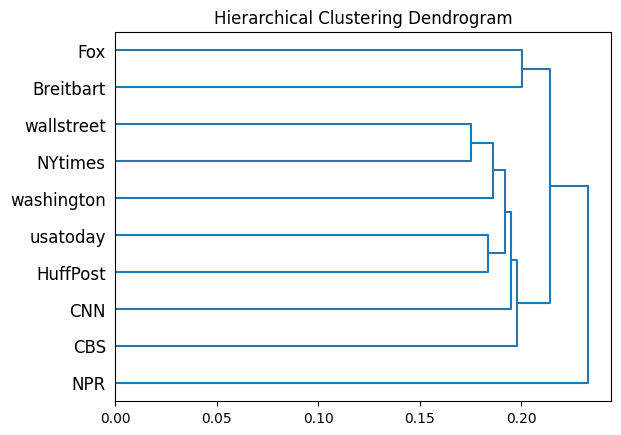 Hierarchical Clustering Dendrogram
Fox
Breitbart
wallstreet
NYtimes
washington
usatoday
HuffPost
CNN
CBS
NPR
0.00 0.05 0.10 0.15 0.20